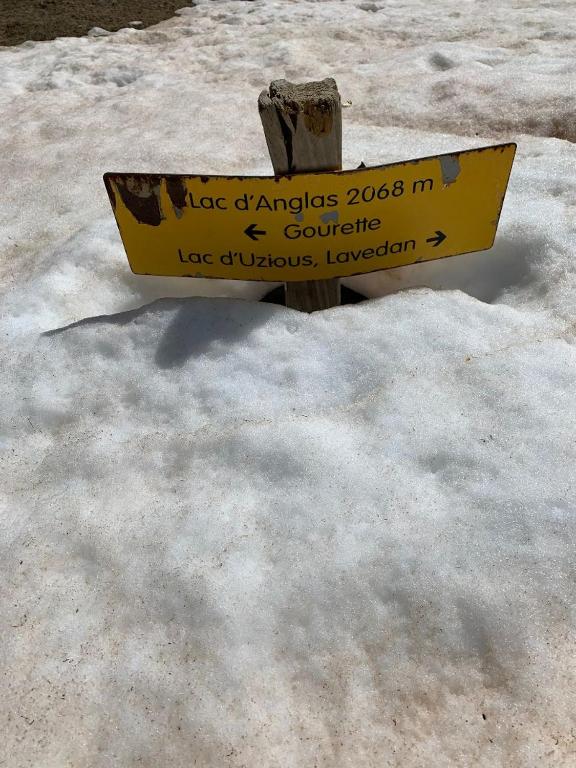 Lac d'Anglas 2068 m
← Gourette
Lac d'Uzious, Lavedan →